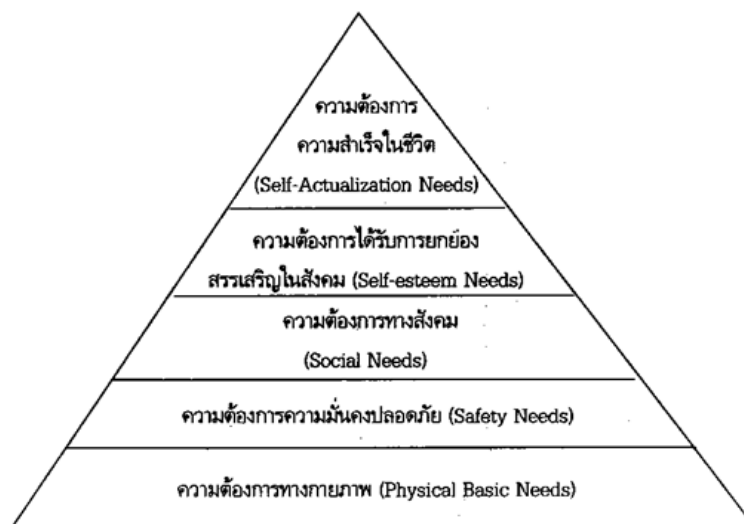 ความต้องการ
ความสำเร็จในชีวิต
(Self-Actualization Needs)
ความต้องการได้รับการยกย่อง
สรรเสริญในสังคม (Self-esteem Needs)
ความต้องการทางสังคม
(Social Needs)
ความต้องการความมั่นคงปลอดภัย (Safety Needs)
ความต้องการทางกายภาพ (Physical Basic Needs)